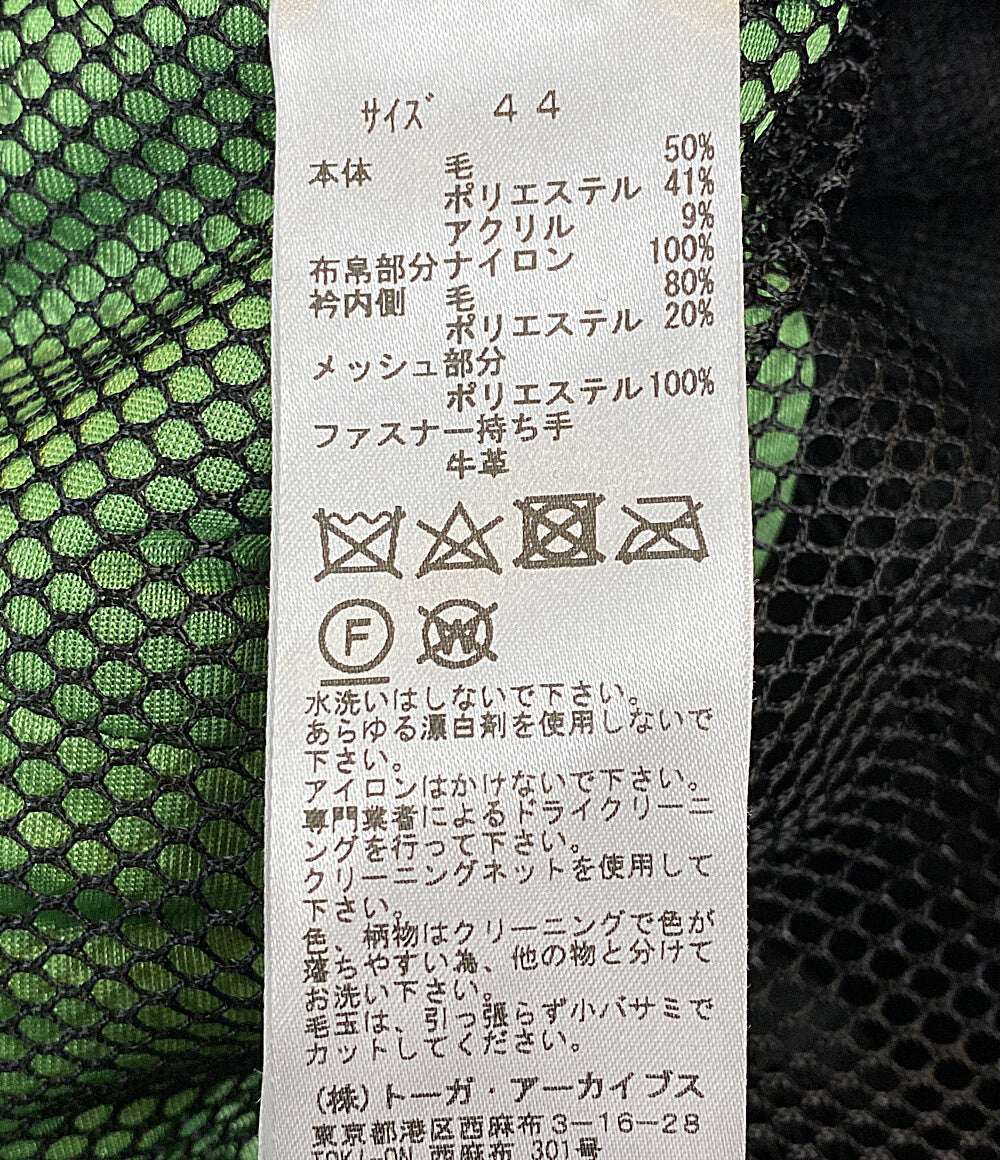 サイズ 44
本体 毛 50%
ポリエステル 41%
アクリル 9%
布帛部分 ナイロン 100%
衿内側 毛 80%
ポリエステル 20%
メッシュ部分
ポリエステル 100%
ファスナー持ち手
牛革
F
W
水洗いはしないで下さい。
あらゆる漂白剤を使用しないで
下さい。
アイロンはかけないで下さい。
専門業者によるドライクリーニ
ングを行って下さい。
クリーニングネットを使用して
下さい。
色、柄物はクリーニングで色が
落ちやすい為、他の物と分けて
お洗い下さい。
毛玉は、引っ張らず小バサミで
カットしてください。
(株)トーガ・アーカイブス
東京都港区西麻布3-16-28
TOKI-ON 西麻布 301号